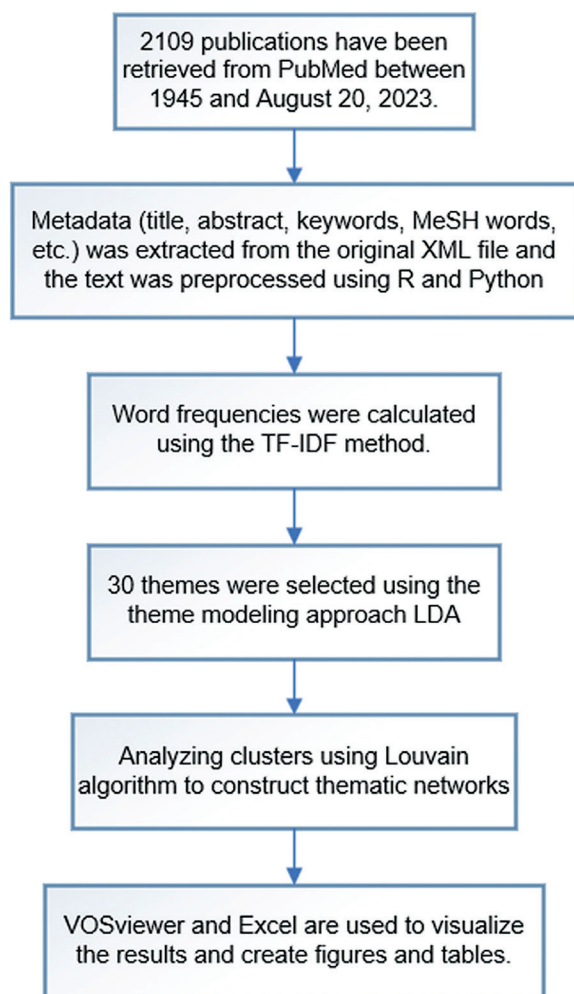 2109 publications have been
retrieved from PubMed between
1945 and August 20, 2023.
Metadata (title, abstract, keywords, MeSH words,
etc.) was extracted from the original XML file and
the text was preprocessed using R and Python
Word frequencies were calculated
using the TF-IDF method.
30 themes were selected using the
theme modeling approach LDA
Analyzing clusters using Louvain
algorithm to construct thematic networks
VOSviewer and Excel are used to visualize
the results and create figures and tables.